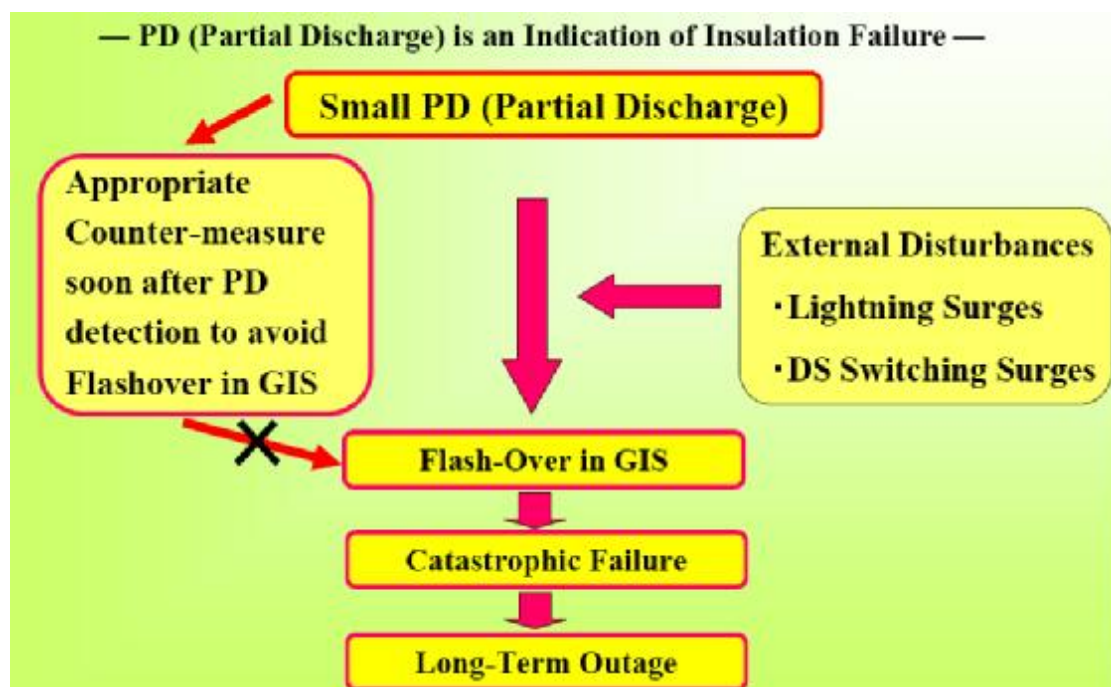 — PD (Partial Discharge) is an Indication of Insulation Failure —
Small PD (Partial Discharge)
Appropriate
Counter-measure
soon after PD
detection to avoid
Flashover in GIS
External Disturbances
・Lightning Surges
・DS Switching Surges
Flash-Over in GIS
Catastrophic Failure
Long-Term Outage